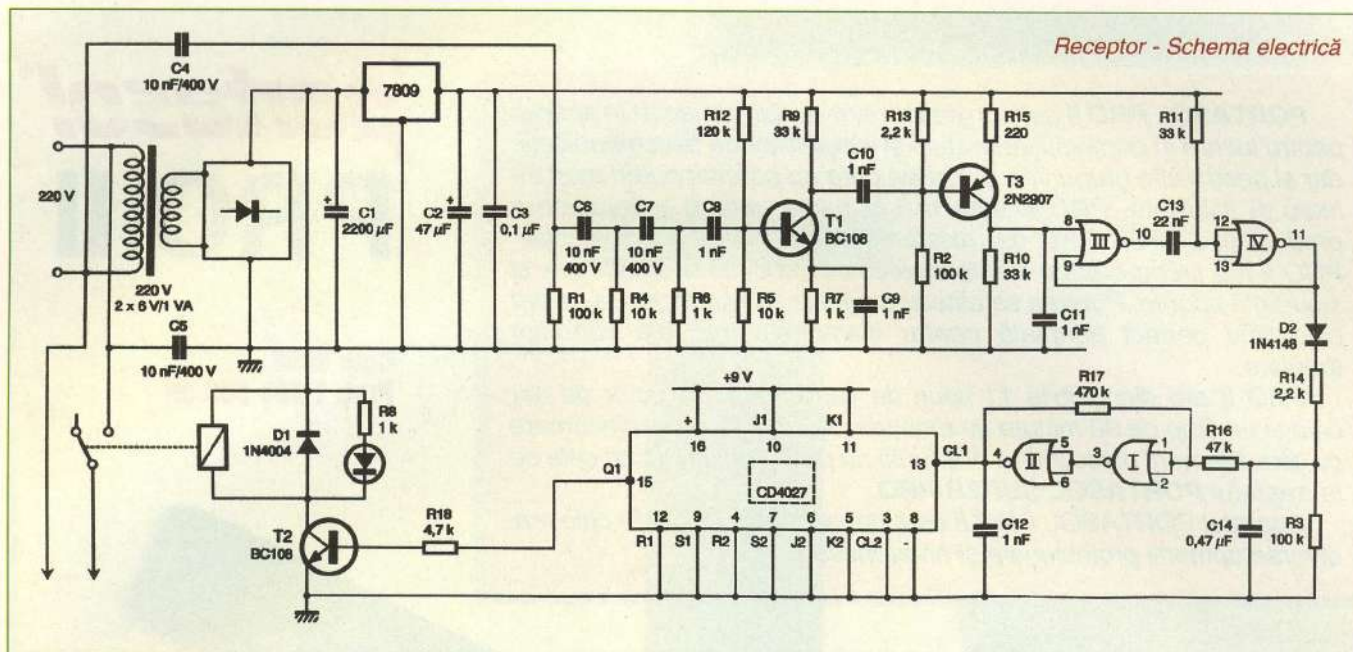 Receptor - Schema electrică
C4
10 nF/400 V
7809
220 V
220 V
2 x 6 V/1 VA
C5
10 nF/400 V
+
C1
2200 µF
+
C2
47 µF
C3
0,1 µF
C6
10 nF
400 V
C7
10 nF
400 V
C8
1 nF
R1
100 k
R4
10 k
R6
1 k
R12
120 k
R5
10 k
R9
33 k
T1
BC108
R7
1 k
C9
1 nF
C10
1 nF
R13
2,2 k
R2
100 k
R15
220
T3
2N2907
R10
33 k
C11
1 nF
8
9
III
10
C13
22 nF
R11
33 k
12
13
IV
11
D2
1N4148
R14
2,2 k
R3
100 k
C14
0,47 µF
R16
47 k
R17
470 k
1
2
I
3
5
6
II
4
C12
1 nF
CL1
13
+9 V
+
16
J1
10
K1
11
CD4027
12
9
4
7
6
5
3
8
R1
S1
R2
S2
J2
K2
CL2
-
Q1
15
R18
4,7 k
T2
BC108
D1
1N4004
R8
1 k